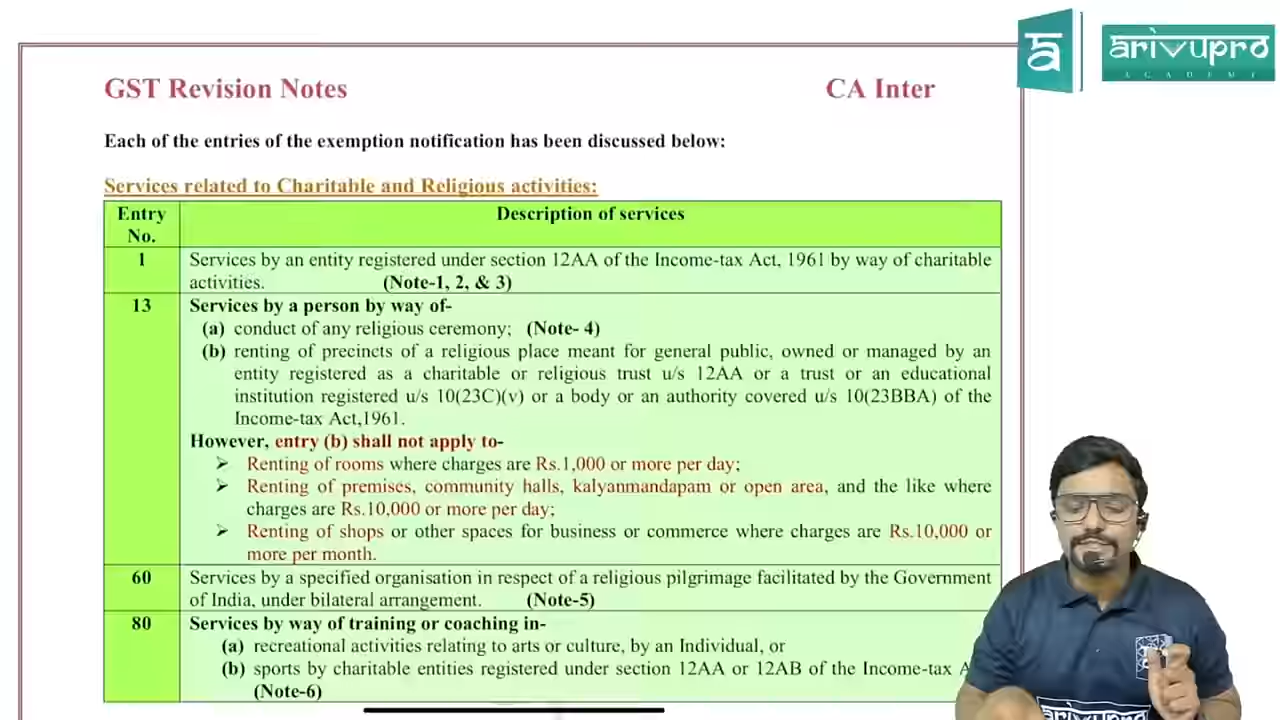 arivupro
ACADEMY
GST Revision Notes
CA Inter
Each of the entries of the exemption notification has been discussed below:
Services related to Charitable and Religious activities:
Entry No.
Description of services
1
Services by an entity registered under section 12AA of the Income-tax Act, 1961 by way of charitable
activities. (Note-1, 2, & 3)
13
Services by a person by way of-
(a) conduct of any religious ceremony; (Note- 4)
(b) renting of precincts of a religious place meant for general public, owned or managed by an
entity registered as a charitable or religious trust u/s 12AA or a trust or an educational
institution registered u/s 10(23C)(v) or a body or an authority covered u/s 10(23BBA) of the
Income-tax Act,1961.
However, entry (b) shall not apply to-
➢ Renting of rooms where charges are Rs.1,000 or more per day;
➢ Renting of premises, community halls, kalyanmandapam or open area, and the like where
charges are Rs.10,000 or more per day;
➢ Renting of shops or other spaces for business or commerce where charges are Rs.10,000 or
more per month.
60
Services by a specified organisation in respect of a religious pilgrimage facilitated by the Government
of India, under bilateral arrangement. (Note-5)
80
Services by way of training or coaching in-
(a) recreational activities relating to arts or culture, by an Individual, or
(b) sports by charitable entities registered under section 12AA or 12AB of the Income-tax
(Note-6)
arivupro